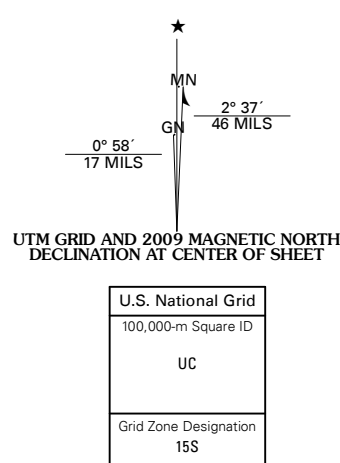 MN
2° 37´
46 MILS
GN
0° 58´
17 MILS
UTM GRID AND 2009 MAGNETIC NORTH
DECLINATION AT CENTER OF SHEET
U.S. National Grid
100,000-m Square ID
UC
Grid Zone Designation
15S